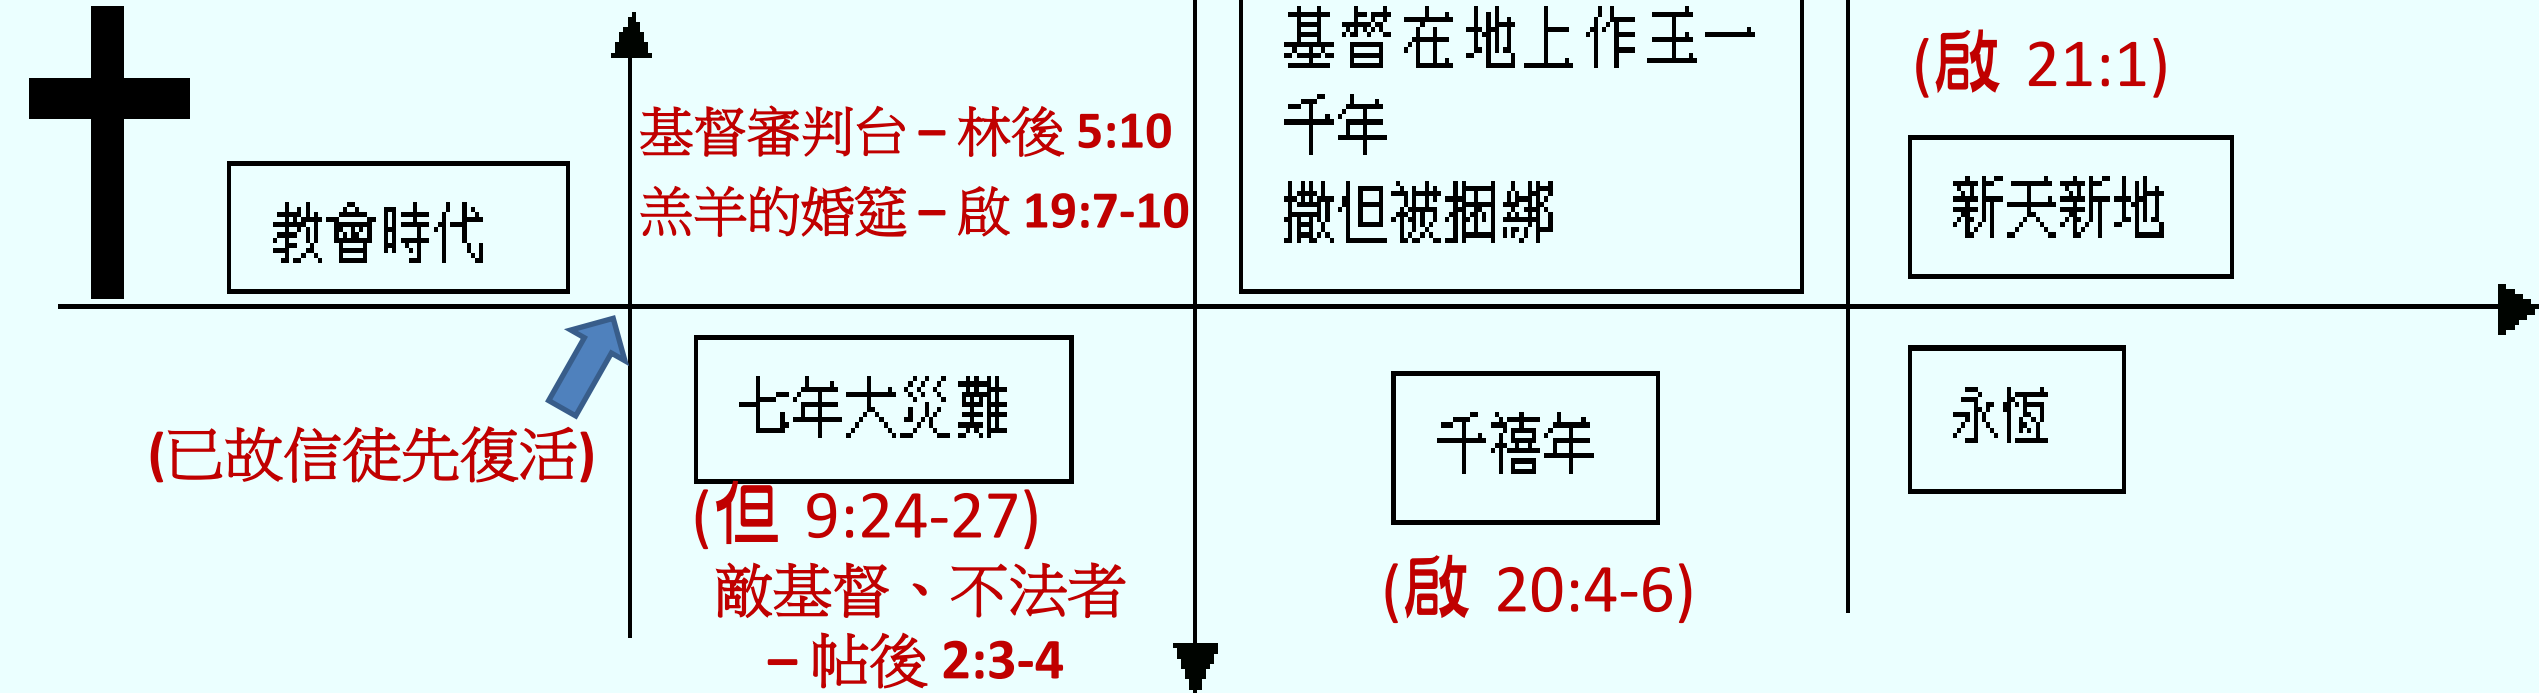 教會時代
(已故信徒先復活)
基督審判台 – 林後 5:10
羔羊的婚筵 – 啟 19:7-10
七年大災難
(但 9:24-27)
敵基督、不法者
– 帖後 2:3-4
基督在地上作王一
千年
撒但被捆綁
千禧年
(啟 20:4-6)
(啟 21:1)
新天新地
永恆